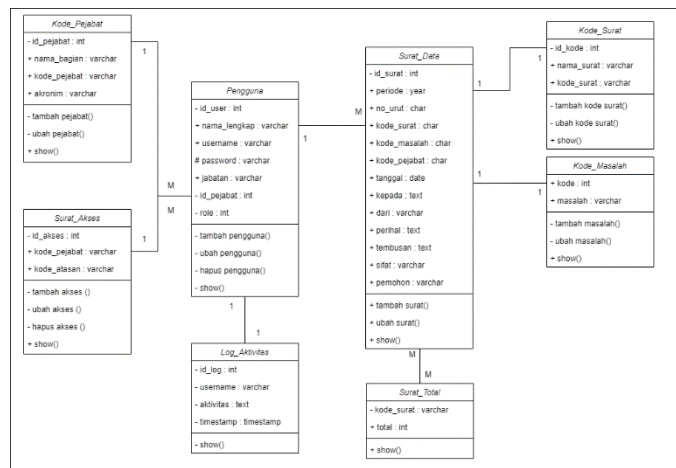 Kode_Pejabat
- id_pejabat : int
+ nama_bagian : varchar
+ kode_pejabat : varchar
+ akronim : varchar
- tambah pejabat()
- ubah pejabat()
+ show()
1
M
Surat_Akses
- id_akses : int
+ kode_pejabat : varchar
+ kode_atasan : varchar
- tambah akses ()
- ubah akses ()
- hapus akses ()
+ show()
1
M
Pengguna
- id_user : int
+ nama_lengkap : varchar
+ username : varchar
# password : varchar
+ jabatan : varchar
- id_pejabat : int
- role : int
- tambah pengguna()
- ubah pengguna()
- hapus pengguna()
- show()
1
M
1
1
Log_Aktivitas
- id_log : int
- username : varchar
- aktivitas : text
- timestamp : timestamp
- show()
Surat_Data
- id_surat : int
+ periode : year
+ no_urut : char
+ kode_surat : char
+ kode_masalah : char
+ kode_pejabat : char
+ tanggal : date
+ kepada : text
+ dari : varchar
+ perihal : text
+ tembusan : text
+ sifat : varchar
+ pemohon : varchar
+ tambah surat()
+ ubah surat()
+ show()
M
M
Surat_Total
- kode_surat : varchar
+ total : int
+ show()
1
1
Kode_Surat
- id_kode : int
+ nama_surat : varchar
+ kode_surat : varchar
- tambah kode surat()
- ubah kode surat()
+ show()
1
1
Kode_Masalah
+ kode : int
+ masalah : varchar
- tambah masalah()
- ubah masalah()
+ show()